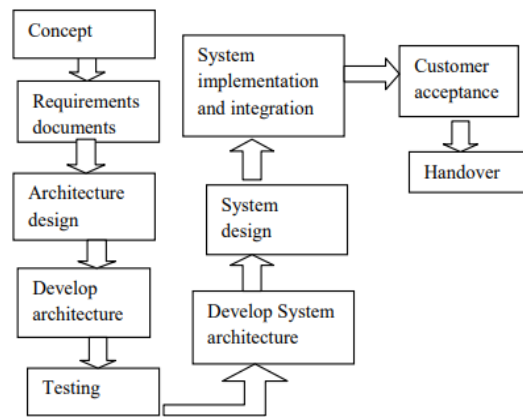 Concept
Requirements
documents
Architecture
design
Develop
architecture
Testing
Develop System
architecture
System
design
System
implementation
and integration
Customer
acceptance
Handover